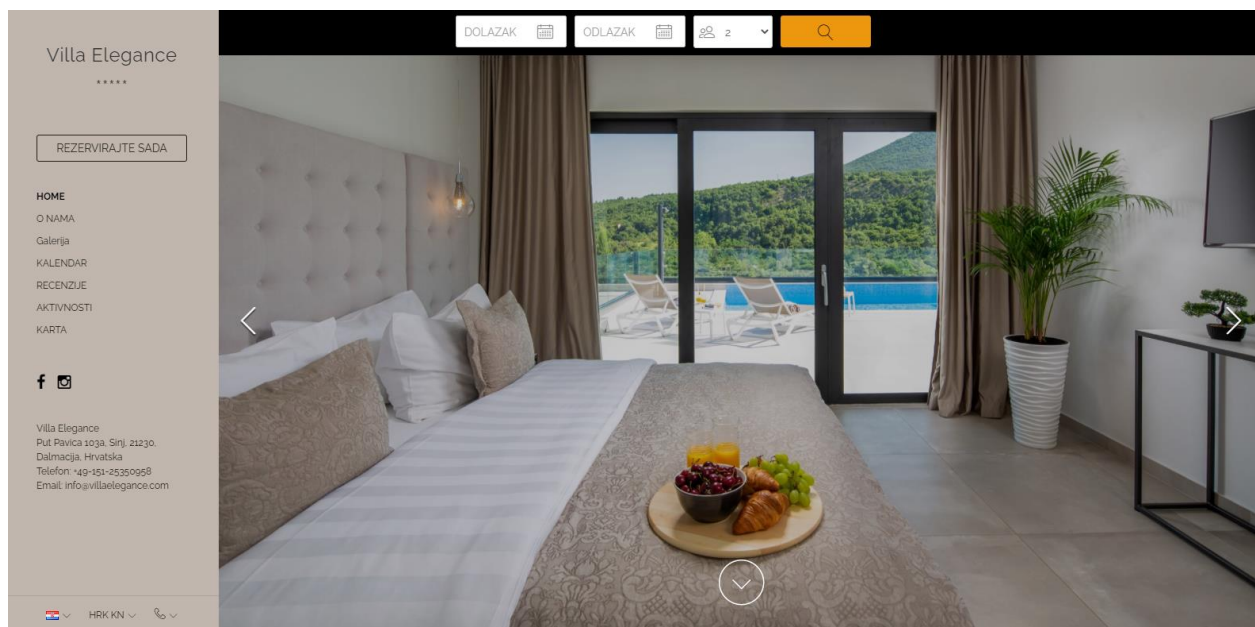 Villa Elegance
*****
REZERVIRAJTE SADA
HOME
O NAMA
Galerija
KALENDAR
RECENZIJE
AKTIVNOSTI
KARTA
Villa Elegance
Put Pavica 103a, Sinj, 21230,
Dalmacija, Hrvatska
Telefon: +49-151-25350958
Email: info@villaelegance.com
HRK KN
DOLAZAK
ODLAZAK
2